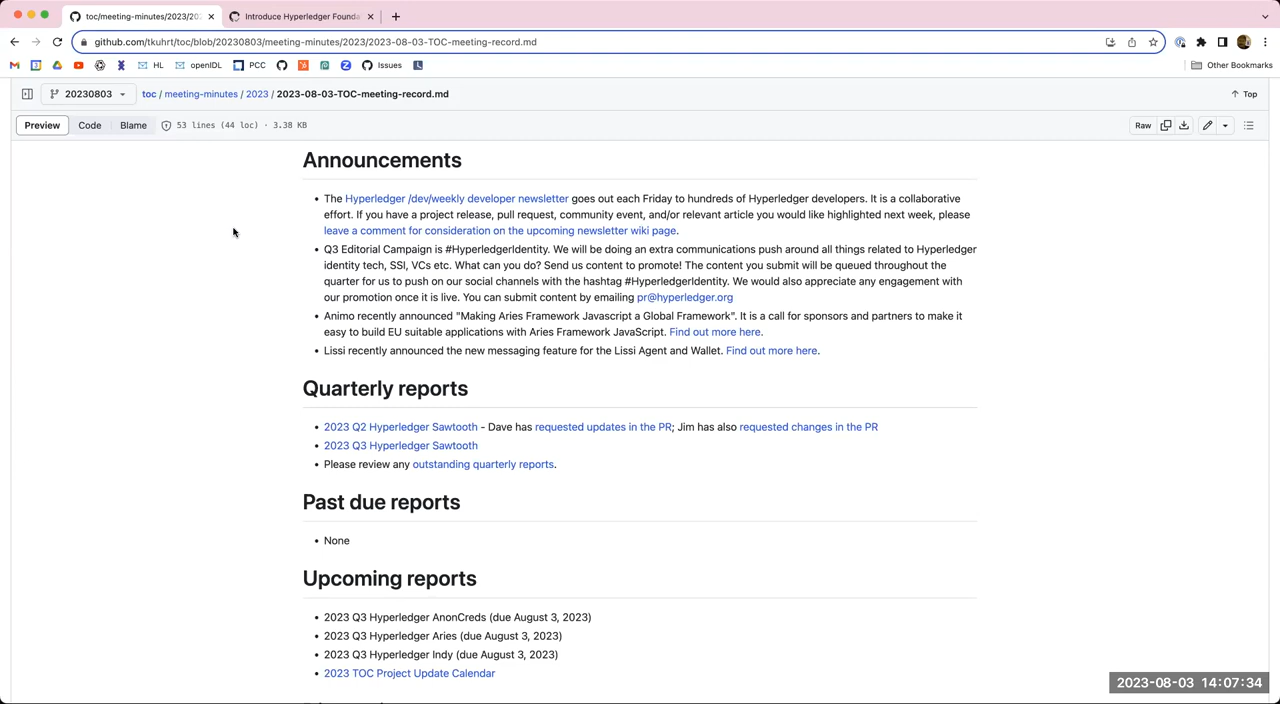 toc/meeting-minutes/2023/20
Introduce Hyperledger Founda
github.com/tkuhrt/toc/blob/20230803/meeting-minutes/2023/2023-08-03-TOC-meeting-record.md
HL openIDL PCC Issues Other Bookmarks
20230803 toc / meeting-minutes / 2023 / 2023-08-03-TOC-meeting-record.md Top
Preview Code Blame 53 lines (44 loc) · 3.38 KB Raw
Announcements
• The Hyperledger /dev/weekly developer newsletter goes out each Friday to hundreds of Hyperledger developers. It is a collaborative
effort. If you have a project release, pull request, community event, and/or relevant article you would like highlighted next week, please
leave a comment for consideration on the upcoming newsletter wiki page.
• Q3 Editorial Campaign is #HyperledgerIdentity. We will be doing an extra communications push around all things related to Hyperledger
identity tech, SSI, VCs etc. What can you do? Send us content to promote! The content you submit will be queued throughout the
quarter for us to push on our social channels with the hashtag #HyperledgerIdentity. We would also appreciate any engagement with
our promotion once it is live. You can submit content by emailing pr@hyperledger.org
• Animo recently announced "Making Aries Framework Javascript a Global Framework". It is a call for sponsors and partners to make it
easy to build EU suitable applications with Aries Framework JavaScript. Find out more here.
• Lissi recently announced the new messaging feature for the Lissi Agent and Wallet. Find out more here.
Quarterly reports
• 2023 Q2 Hyperledger Sawtooth - Dave has requested updates in the PR; Jim has also requested changes in the PR
• 2023 Q3 Hyperledger Sawtooth
• Please review any outstanding quarterly reports.
Past due reports
• None
Upcoming reports
• 2023 Q3 Hyperledger AnonCreds (due August 3, 2023)
• 2023 Q3 Hyperledger Aries (due August 3, 2023)
• 2023 Q3 Hyperledger Indy (due August 3, 2023)
• 2023 TOC Project Update Calendar
2023-08-03 14:07:34